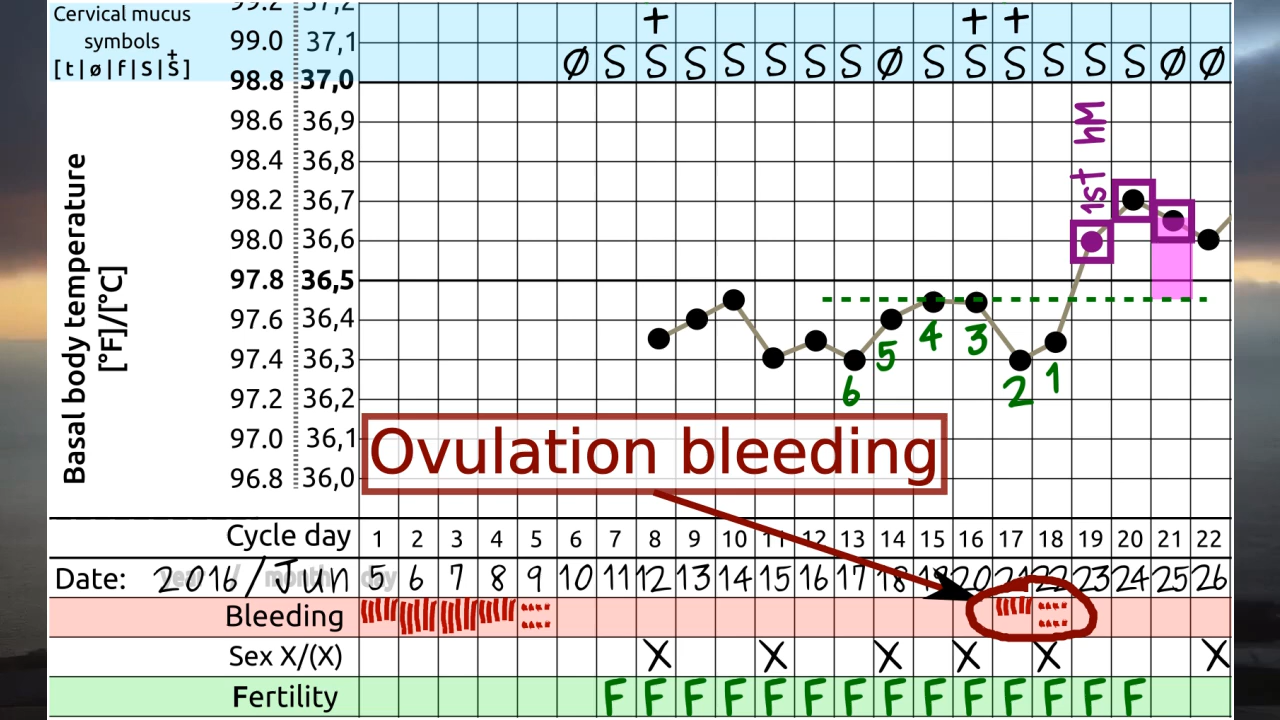 99.2 37,2
Cervical mucus
symbols
[t|ø|f|S|S⁺]
+ + +
99.0 37,1
Ø S S S S S S S Ø S S S S S S Ø Ø
98.8 37,0
98.6 36,9
98.4 36,8
98.2 36,7
98.0 36,6
97.8 36,5
97.6 36,4
97.4 36,3
97.2 36,2
97.0 36,1
96.8 36,0
Basal body temperature
[°F]/[°C]
1st hM
6 5 4 3 2 1
Ovulation bleeding
Cycle day 1 2 3 4 5 6 7 8 9 10 11 12 13 14 15 16 17 18 19 20 21 22
Date: 2016/Jun 5 6 7 8 9 10 11 12 13 14 15 16 17 18 19 20 21 22 23 24 25 26
year month day
Bleeding
Sex X/(X) X X X X X X
Fertility F F F F F F F F F F F F F F